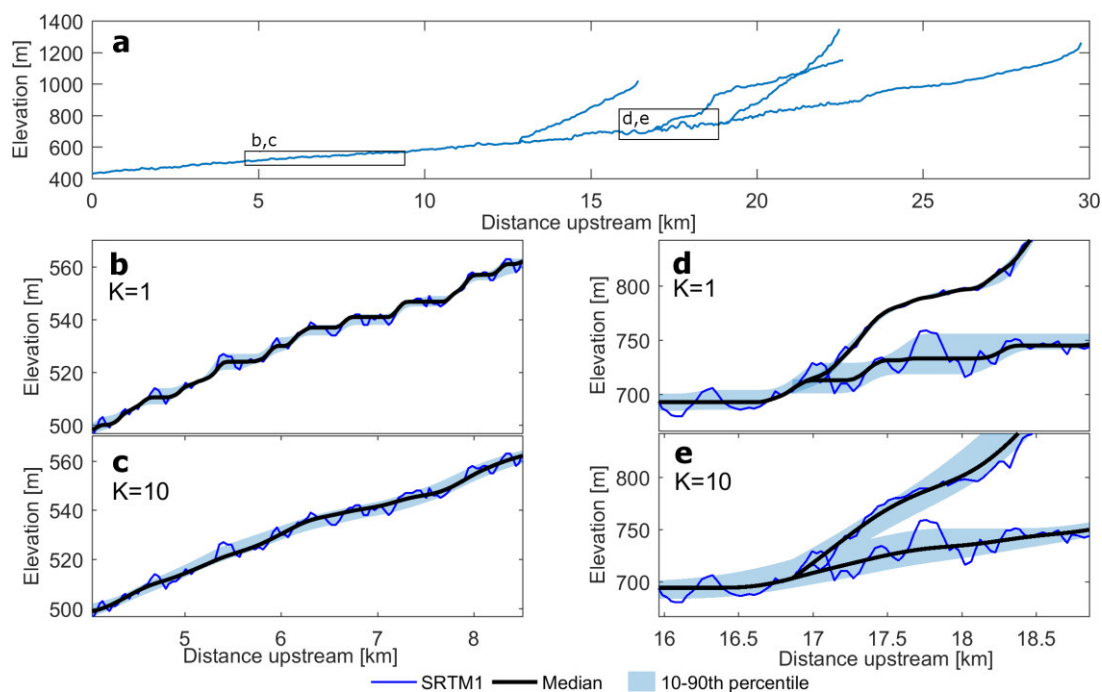 a
Elevation [m]
1400
1200
1000
800
600
400
b,c
d,e
0 5 10 15 20 25 30
Distance upstream [km]
b
K=1
Elevation [m]
560
540
520
500
d
K=1
Elevation [m]
800
750
700
c
K=10
Elevation [m]
560
540
520
500
5 6 7 8
Distance upstream [km]
e
K=10
Elevation [m]
800
750
700
16 16.5 17 17.5 18 18.5
Distance upstream [km]
SRTM1 Median 10-90th percentile